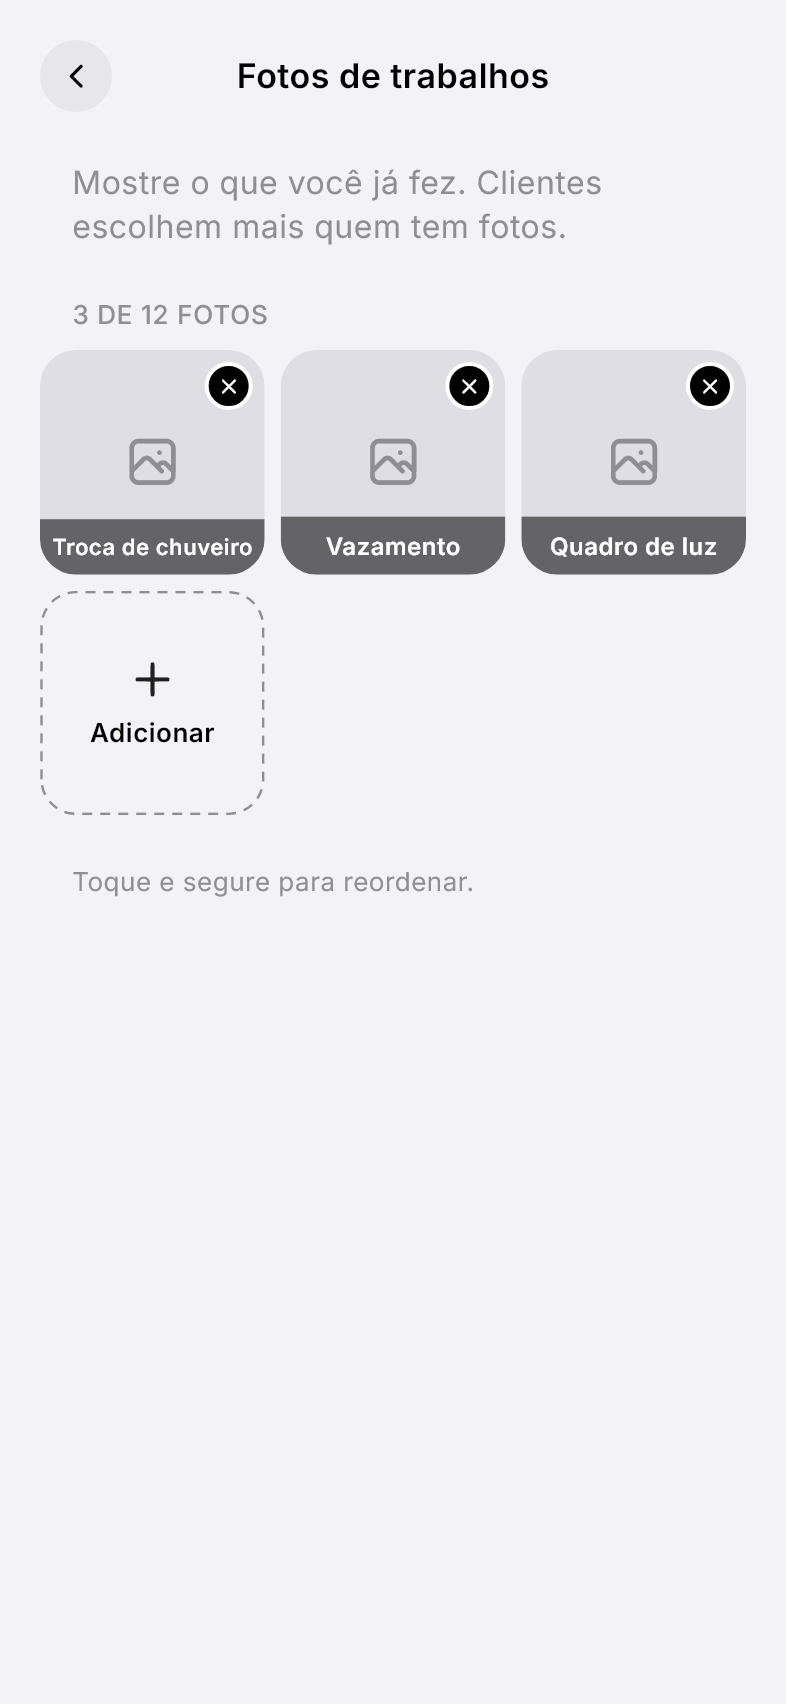 Fotos de trabalhos
Mostre o que você já fez. Clientes
escolhem mais quem tem fotos.
3 DE 12 FOTOS
Troca de chuveiro
Vazamento
Quadro de luz
Adicionar
Toque e segure para reordenar.